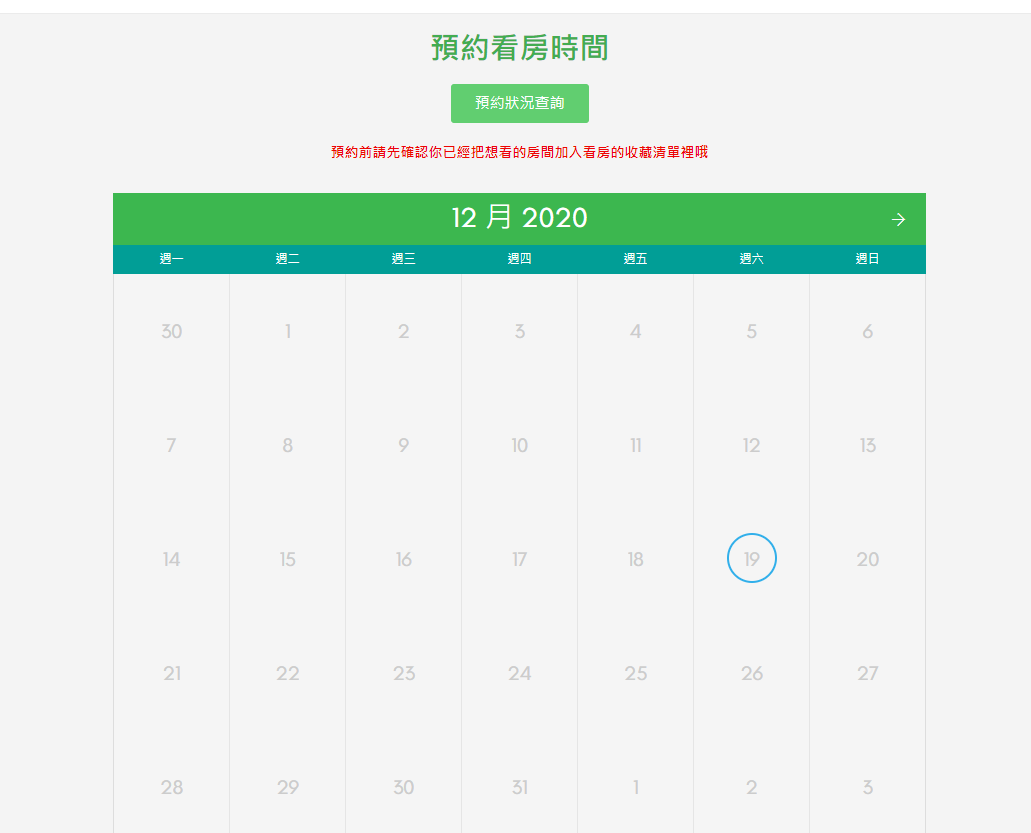 預約看房時間
預約狀況查詢
預約前請先確認你已經把想看的房間加入看房的收藏清單裡哦
12 月 2020
週一 週二 週三 週四 週五 週六 週日
30 1 2 3 4 5 6
7 8 9 10 11 12 13
14 15 16 17 18 19 20
21 22 23 24 25 26 27
28 29 30 31 1 2 3